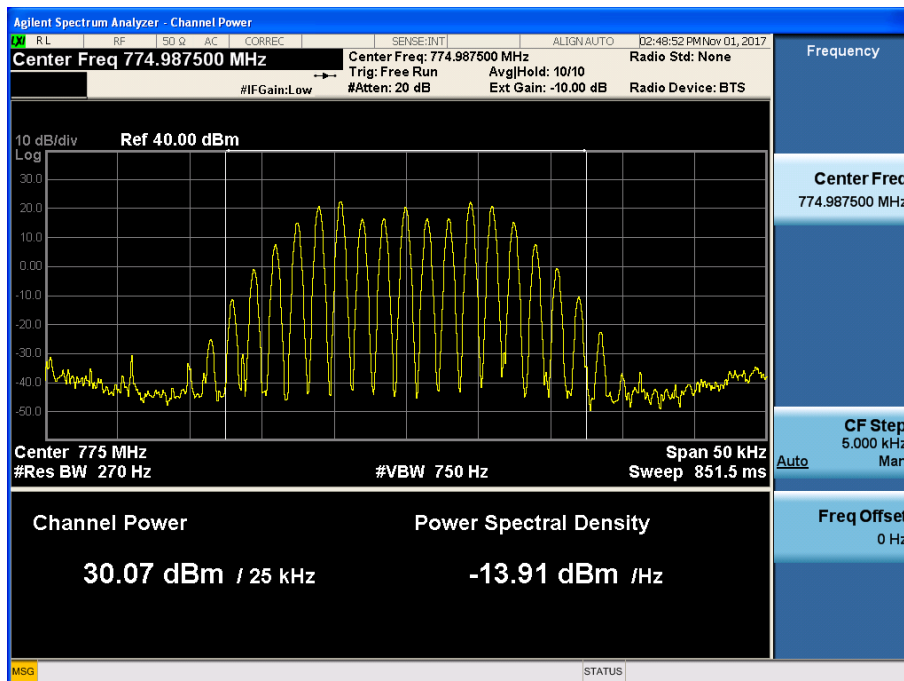 Agilent Spectrum Analyzer - Channel Power
LXI RL RF 50 Ω AC CORREC SENSE:INT ALIGN AUTO 02:48:52 PM Nov 01, 2017
Center Freq 774.987500 MHz
Center Freq: 774.987500 MHz Radio Std: None
Trig: Free Run Avg|Hold: 10/10
#IFGain:Low #Atten: 20 dB Ext Gain: -10.00 dB Radio Device: BTS
10 dB/div Ref 40.00 dBm
Log
30.0
20.0
10.0
0.00
-10.0
-20.0
-30.0
-40.0
-50.0
Center 775 MHz Span 50 kHz
#Res BW 270 Hz #VBW 750 Hz Sweep 851.5 ms
Channel Power Power Spectral Density
30.07 dBm / 25 kHz -13.91 dBm /Hz
Frequency
Center Freq
774.987500 MHz
CF Step
5.000 kHz
Auto Man
Freq Offset
0 Hz
MSG STATUS